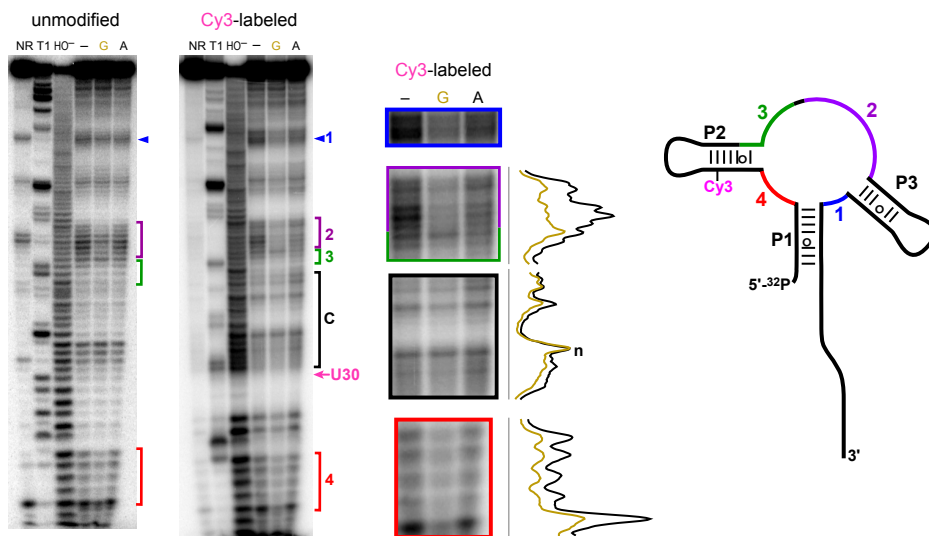 unmodified
NR T1 HO⁻ – G A
Cy3-labeled
NR T1 HO⁻ – G A
1
2
3
C
U30
4
Cy3-labeled
– G A
n
3
2
P2
Cy3
4
P3
1
P1
5'-³²P
3'